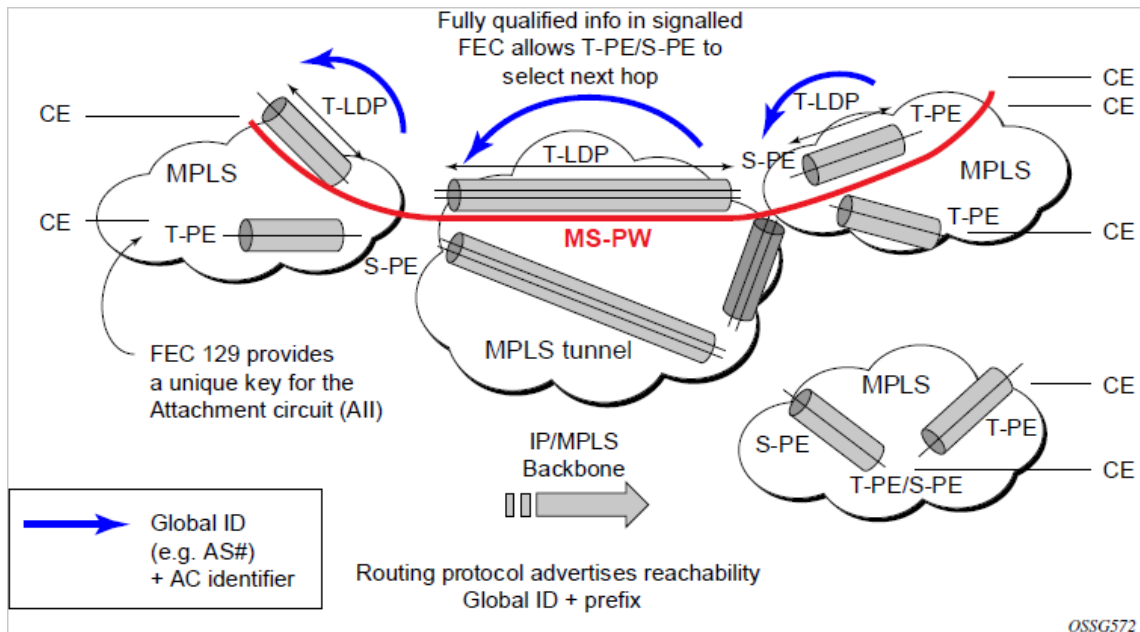 Fully qualified info in signalled
FEC allows T-PE/S-PE to
select next hop
CE
T-LDP
MPLS
CE
T-PE
S-PE
T-LDP
MS-PW
MPLS tunnel
T-LDP
S-PE
T-PE
MPLS
T-PE
CE
CE
CE
FEC 129 provides
a unique key for the
Attachment circuit (AII)
MPLS
CE
S-PE
T-PE
T-PE/S-PE
CE
IP/MPLS
Backbone
Global ID
(e.g. AS#)
+ AC identifier
Routing protocol advertises reachability
Global ID + prefix
OSSG572